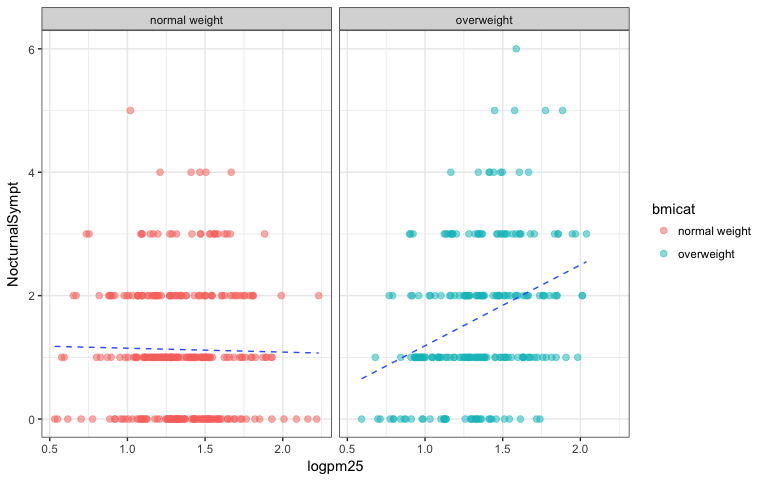 normal weight
overweight
NocturnalSympt
6
4
2
0
0.5 1.0 1.5 2.0
0.5 1.0 1.5 2.0
logpm25
bmicat
normal weight
overweight